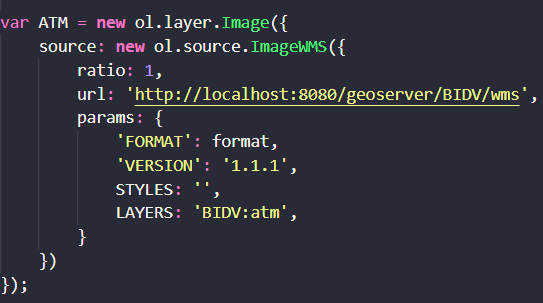 var ATM = new ol.layer.Image({
    source: new ol.source.ImageWMS({
        ratio: 1,
        url: 'http://localhost:8080/geoserver/BIDV/wms',
        params: {
            'FORMAT': format,
            'VERSION': '1.1.1',
            STYLES: '',
            LAYERS: 'BIDV:atm',
        }
    })
});